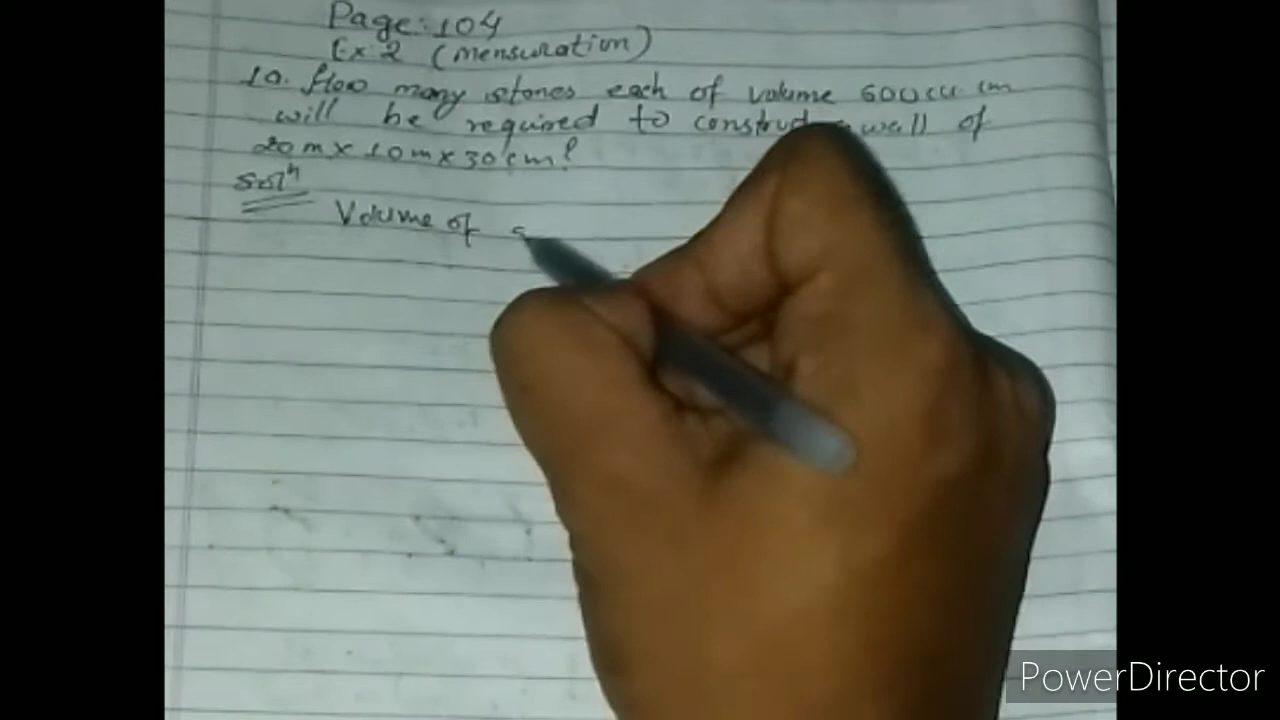 Page: 104
Ex: 2 (mensuration)
10. How many stones each of volume 600 cu cm
will be required to construct wall of
20 m x 10 m x 30 cm?
Solⁿ
Volume of s
PowerDirector